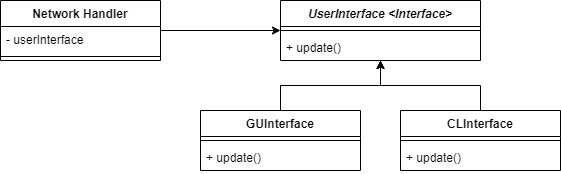 Network Handler
- userInterface
UserInterface <Interface>
+ update()
GUInterface
+ update()
CLInterface
+ update()